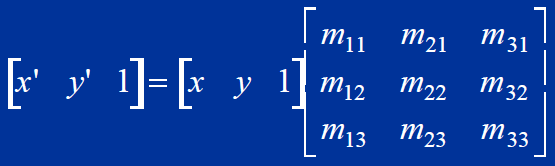 m₁₁ m₂₁ m₃₁
[x' y' 1] = [x y 1] [m₁₂ m₂₂ m₃₂]
m₁₃ m₂₃ m₃₃